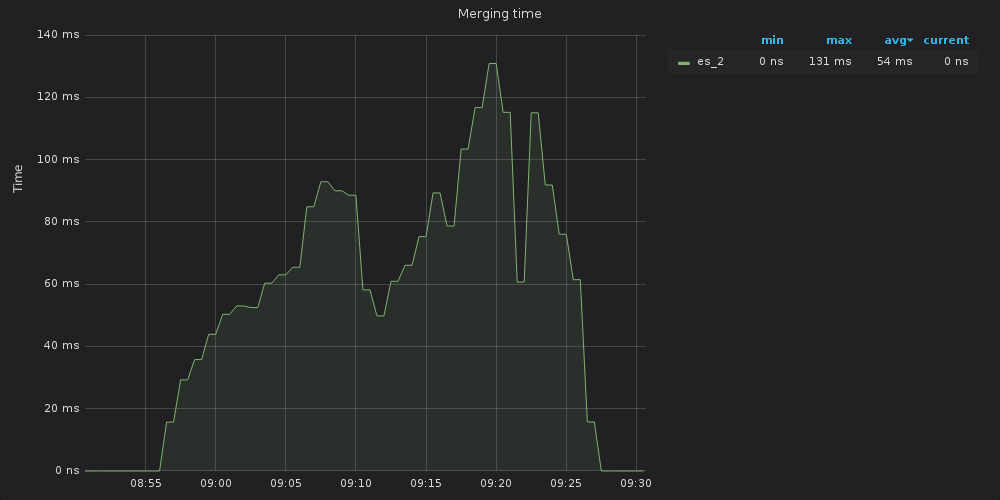 Merging time
140 ms
120 ms
100 ms
80 ms
60 ms
40 ms
20 ms
0 ns
Time
08:55 09:00 09:05 09:10 09:15 09:20 09:25 09:30
min max avg current
es_2 0 ns 131 ms 54 ms 0 ns